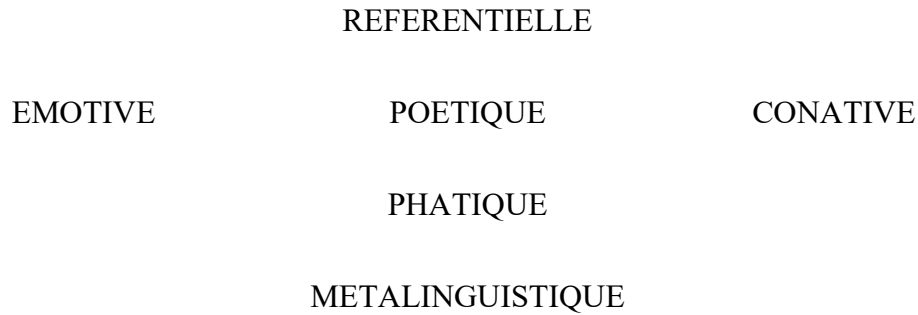 REFERENTIELLE
EMOTIVE POETIQUE CONATIVE
PHATIQUE
METALINGUISTIQUE